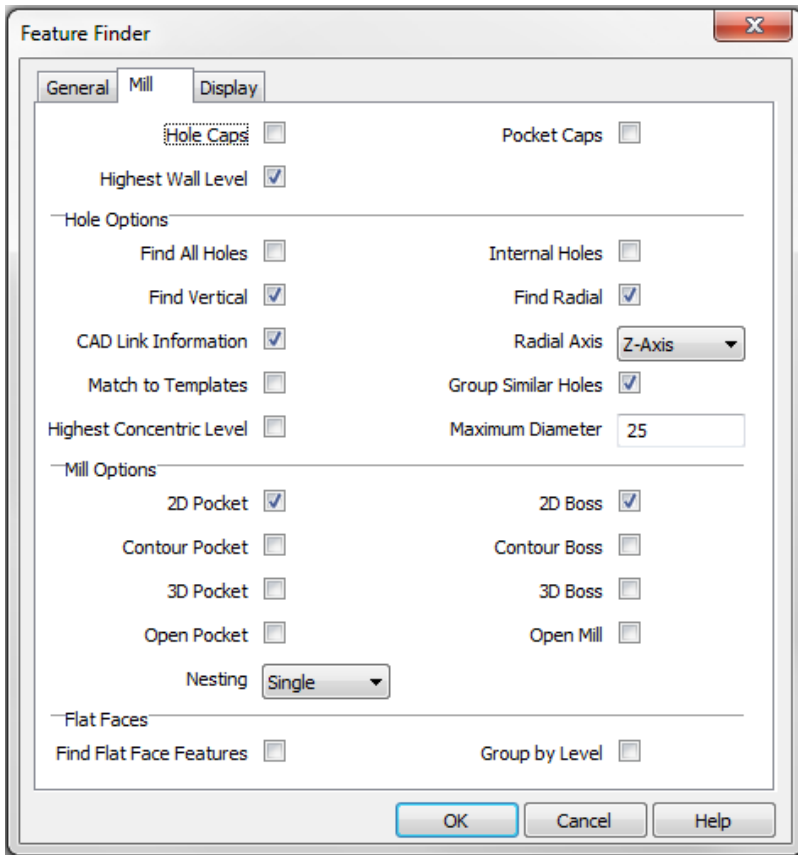 Feature Finder
General Mill Display
Hole Caps Pocket Caps
Highest Wall Level
Hole Options
Find All Holes Internal Holes
Find Vertical Find Radial
CAD Link Information Radial Axis Z-Axis
Match to Templates Group Similar Holes
Highest Concentric Level Maximum Diameter 25
Mill Options
2D Pocket 2D Boss
Contour Pocket Contour Boss
3D Pocket 3D Boss
Open Pocket Open Mill
Nesting Single
Flat Faces
Find Flat Face Features Group by Level
OK Cancel Help